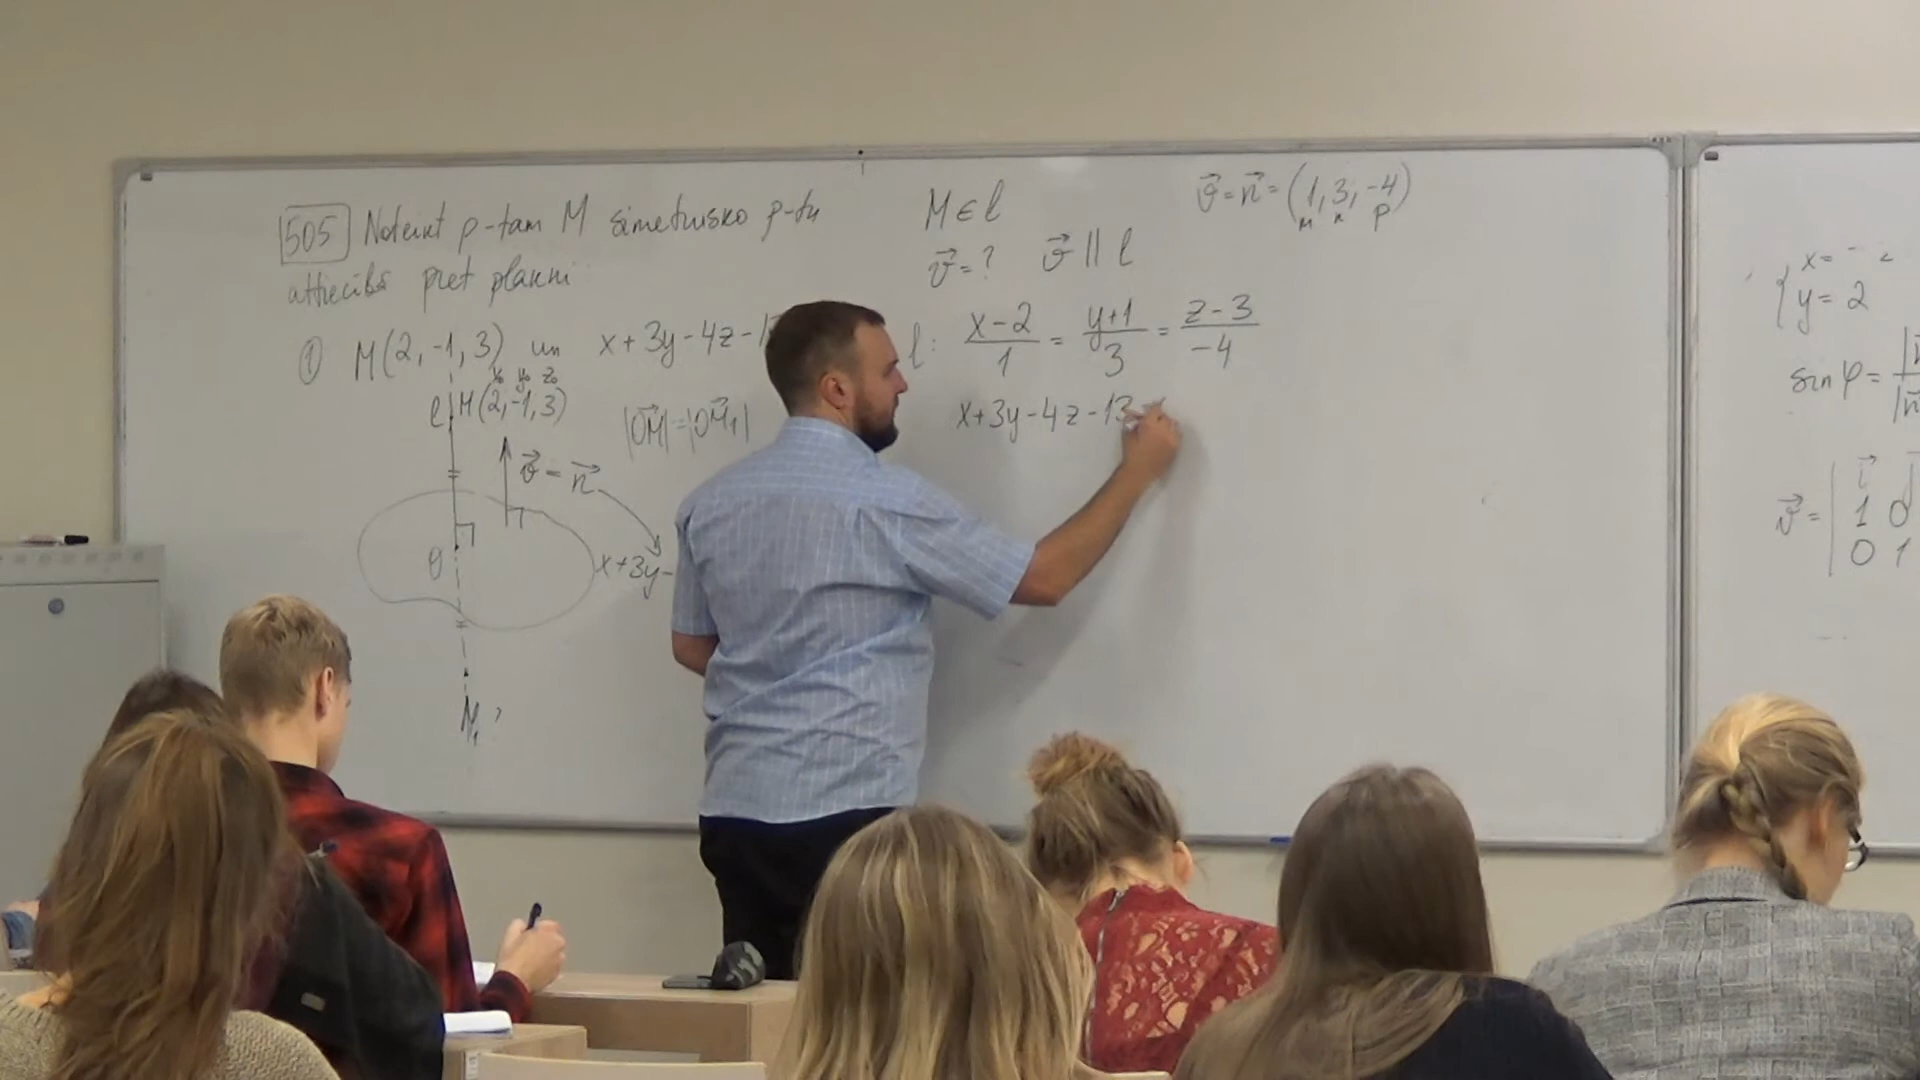 505 Noteikt p-tam M simetrisko p-tu
attiecībā pret plakni
① M(2, -1, 3) un x + 3y - 4z - 1
x₀ y₀ z₀
l M(2, -1, 3)
|OM⃗| = |OM⃗₁|
v⃗ = n⃗
O
x + 3y -
M₁ ?
M ∈ l
v⃗ = ? v⃗ || l
v⃗ = n⃗ = (1, 3, -4)
m n p
l: (x - 2)/1 = (y + 1)/3 = (z - 3)/-4
x + 3y - 4z - 13 =
x =
y = 2
sin φ =
v⃗ =
i⃗ j⃗
1 0
0 1